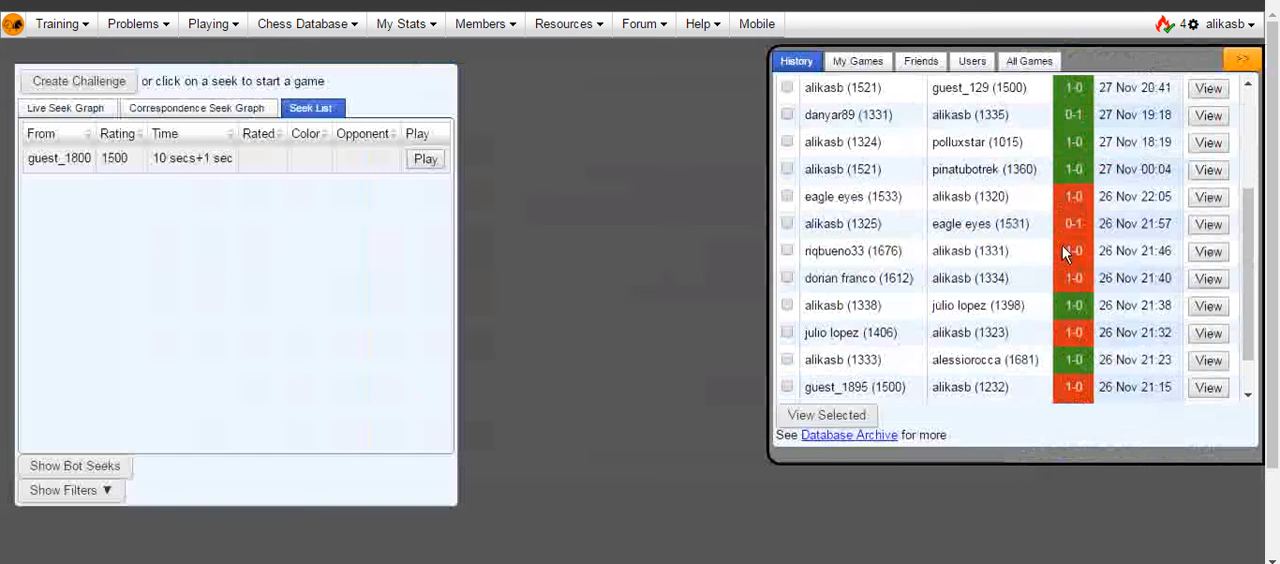 Training Problems Playing Chess Database My Stats Members Resources Forum Help Mobile 4 alikasb
Create Challenge or click on a seek to start a game
Live Seek Graph Correspondence Seek Graph Seek List
From Rating Time Rated Color Opponent Play
guest_1800 1500 10 secs+1 sec Play
Show Bot Seeks
Show Filters ▼
History My Games Friends Users All Games >>
alikasb (1521) guest_129 (1500) 1-0 27 Nov 20:41 View
danyar89 (1331) alikasb (1335) 0-1 27 Nov 19:18 View
alikasb (1324) polluxstar (1015) 1-0 27 Nov 18:19 View
alikasb (1521) pinatubotrek (1360) 1-0 27 Nov 00:04 View
eagle eyes (1533) alikasb (1320) 1-0 26 Nov 22:05 View
alikasb (1325) eagle eyes (1531) 0-1 26 Nov 21:57 View
riqbueno33 (1676) alikasb (1331) 1-0 26 Nov 21:46 View
dorian franco (1612) alikasb (1334) 1-0 26 Nov 21:40 View
alikasb (1338) julio lopez (1398) 1-0 26 Nov 21:38 View
julio lopez (1406) alikasb (1323) 1-0 26 Nov 21:32 View
alikasb (1333) alessiorocca (1681) 1-0 26 Nov 21:23 View
guest_1895 (1500) alikasb (1232) 1-0 26 Nov 21:15 View
View Selected
See Database Archive for more